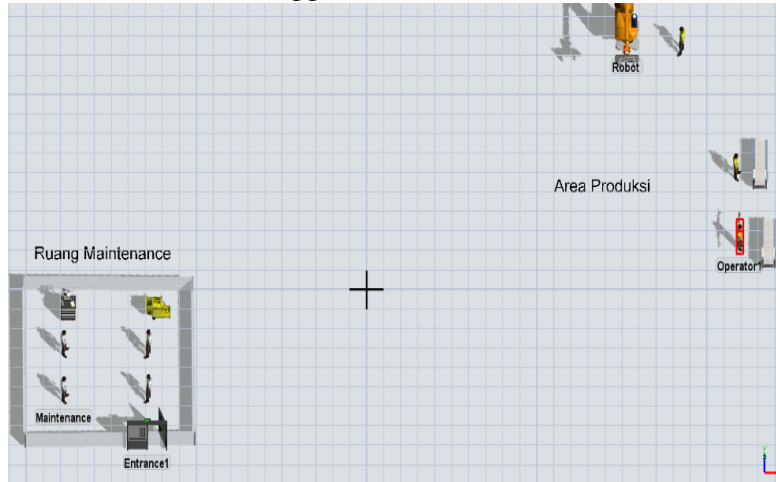 Robot
Area Produksi
Operator1
Ruang Maintenance
Maintenance
Entrance1